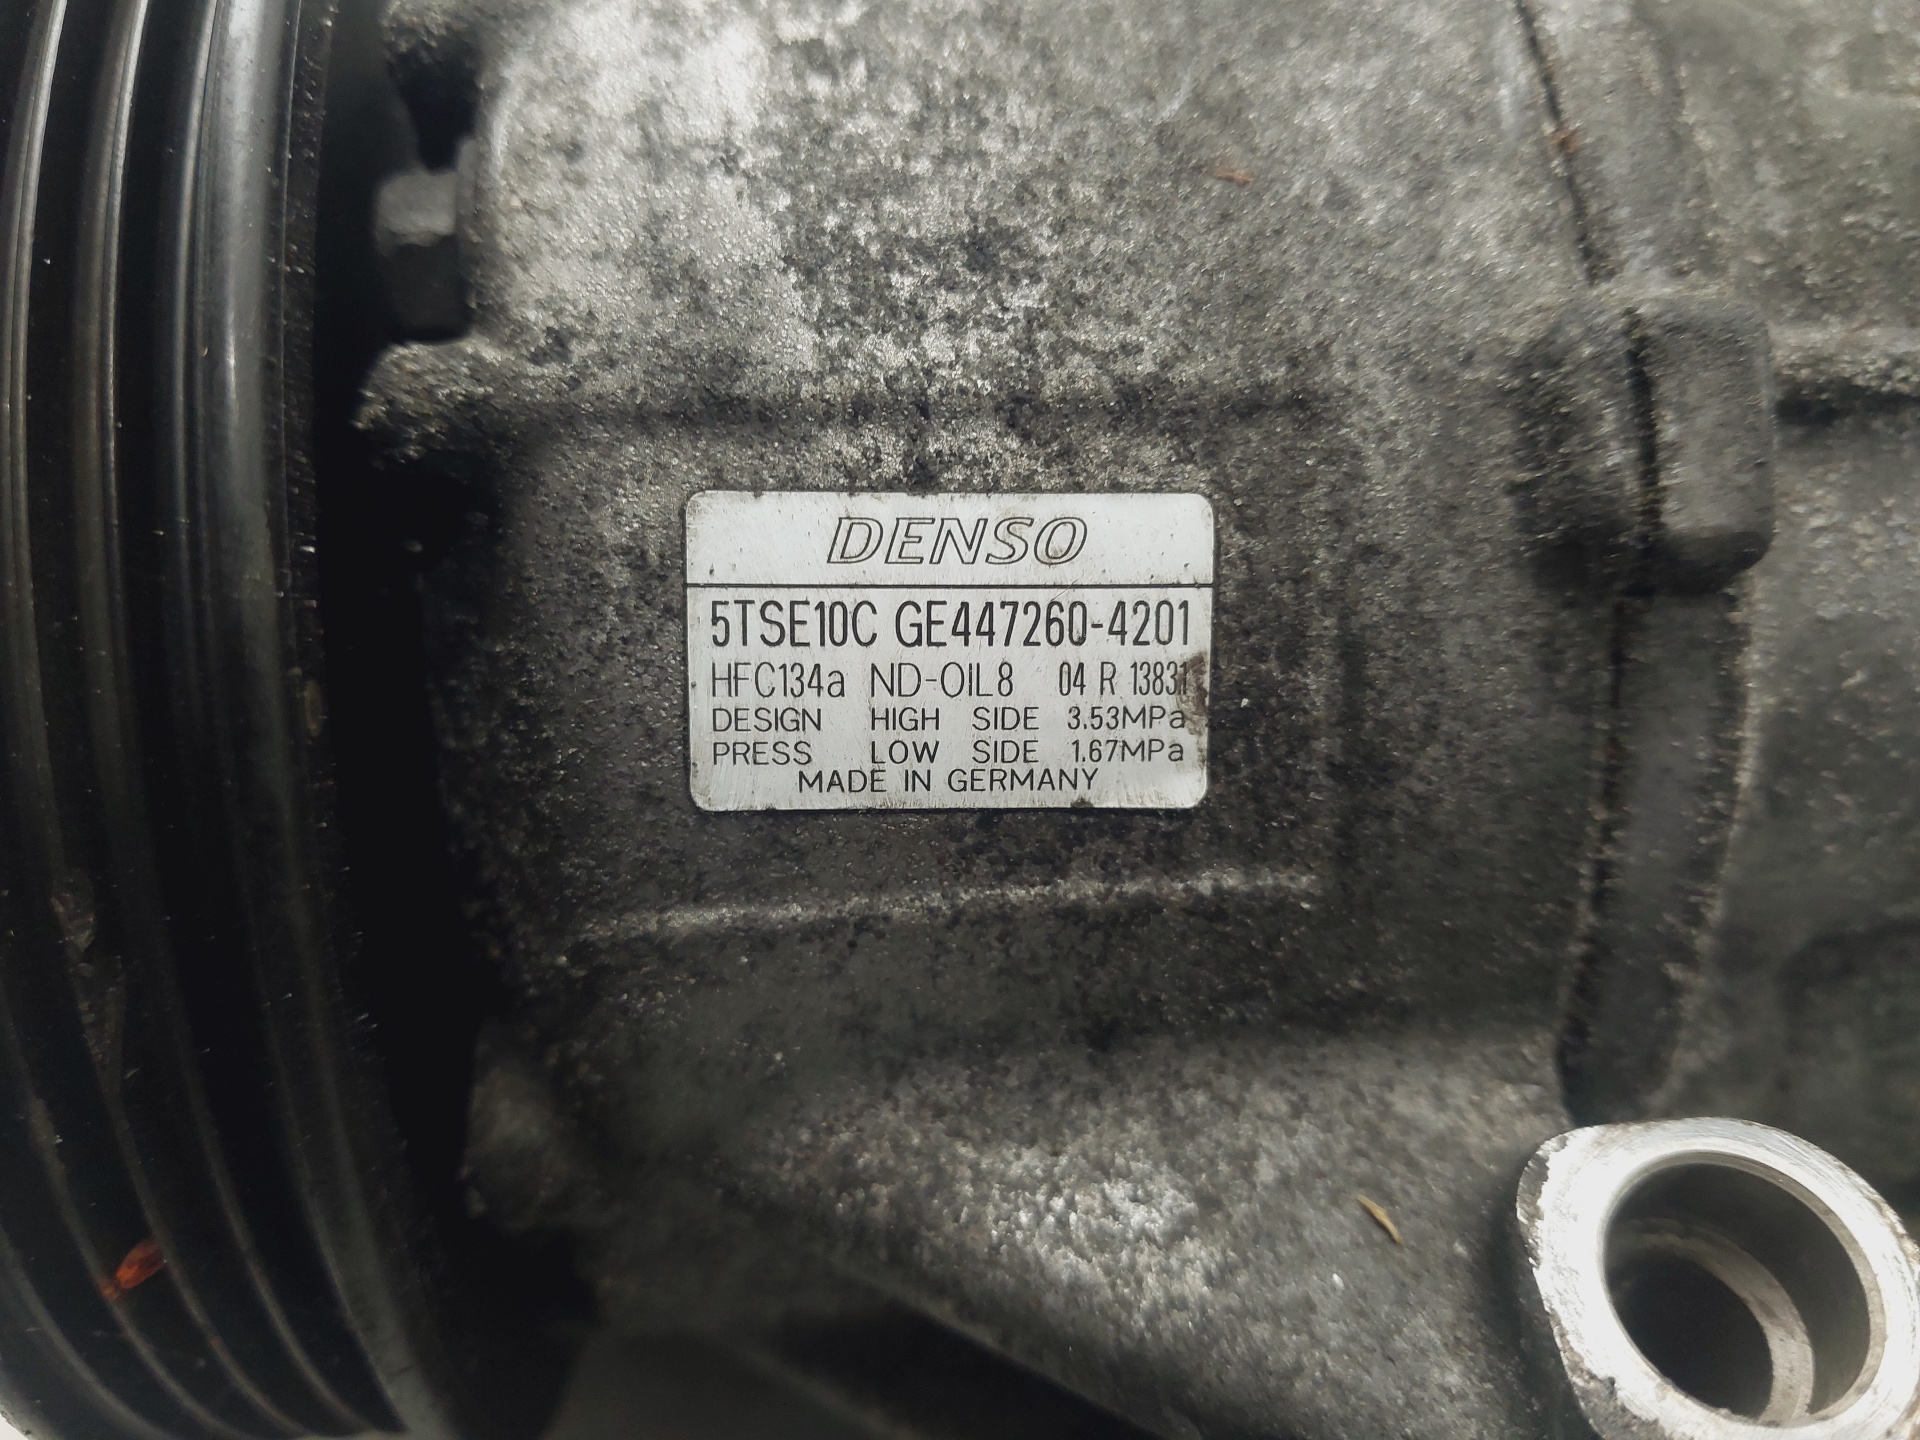 DENSO
5TSE10C GE447260-4201
HFC134a ND-OIL8 04 R 13831
DESIGN HIGH SIDE 3.53MPa
PRESS LOW SIDE 1.67MPa
MADE IN GERMANY